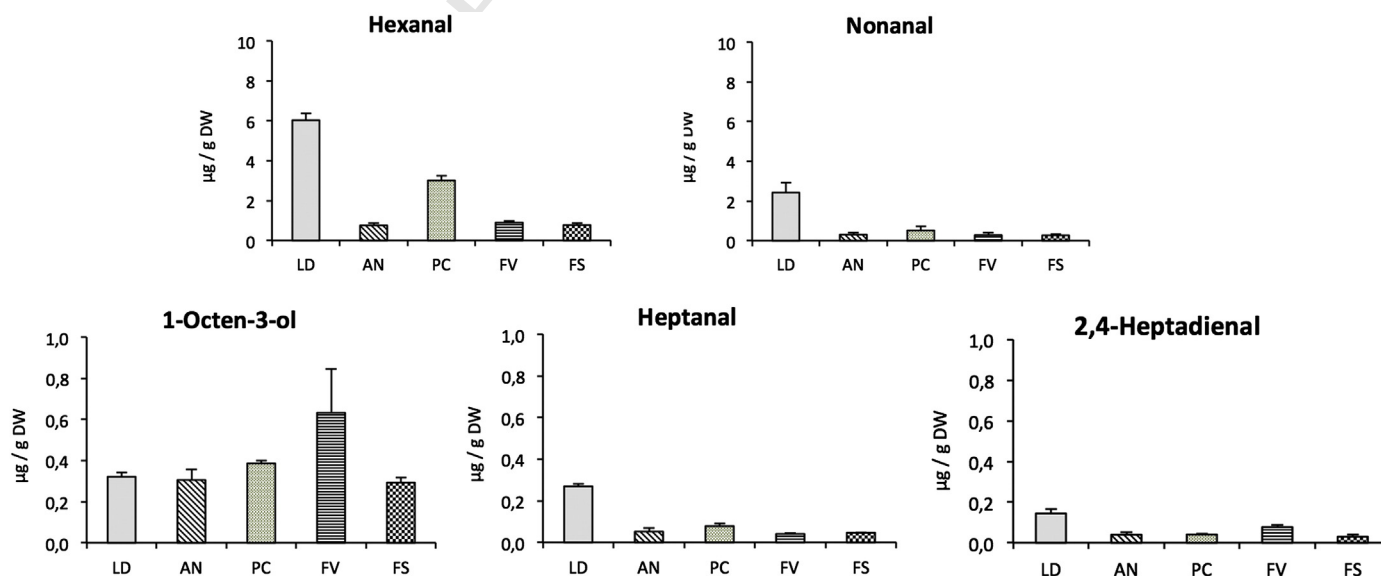 Hexanal
10
8
6
4
2
0
µg / g DW
LD AN PC FV FS
Nonanal
10
8
6
4
2
0
µg / g DW
LD AN PC FV FS
1-Octen-3-ol
1,0
0,8
0,6
0,4
0,2
0,0
µg / g DW
LD AN PC FV FS
Heptanal
1,0
0,8
0,6
0,4
0,2
0,0
µg / g DW
LD AN PC FV FS
2,4-Heptadienal
1,0
0,8
0,6
0,4
0,2
0,0
µg / g DW
LD AN PC FV FS